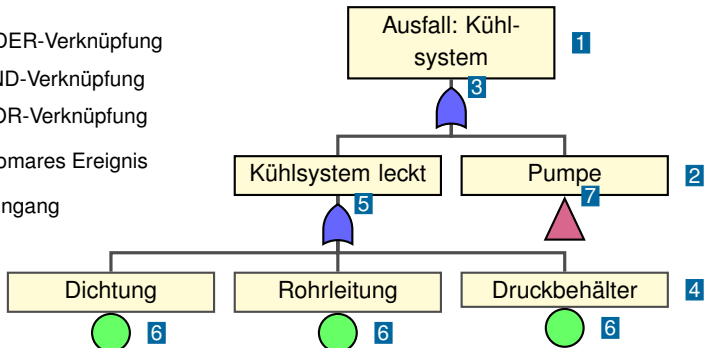 Ausfall: Kühl-
system
1
DER-Verknüpfung
ND-Verknüpfung
3
OR-Verknüpfung
omares Ereignis
Kühlsystem leckt
Pumpe
2
7
ngang
5
Dichtung
Rohrleitung
Druckbehälter
4
6
6
6